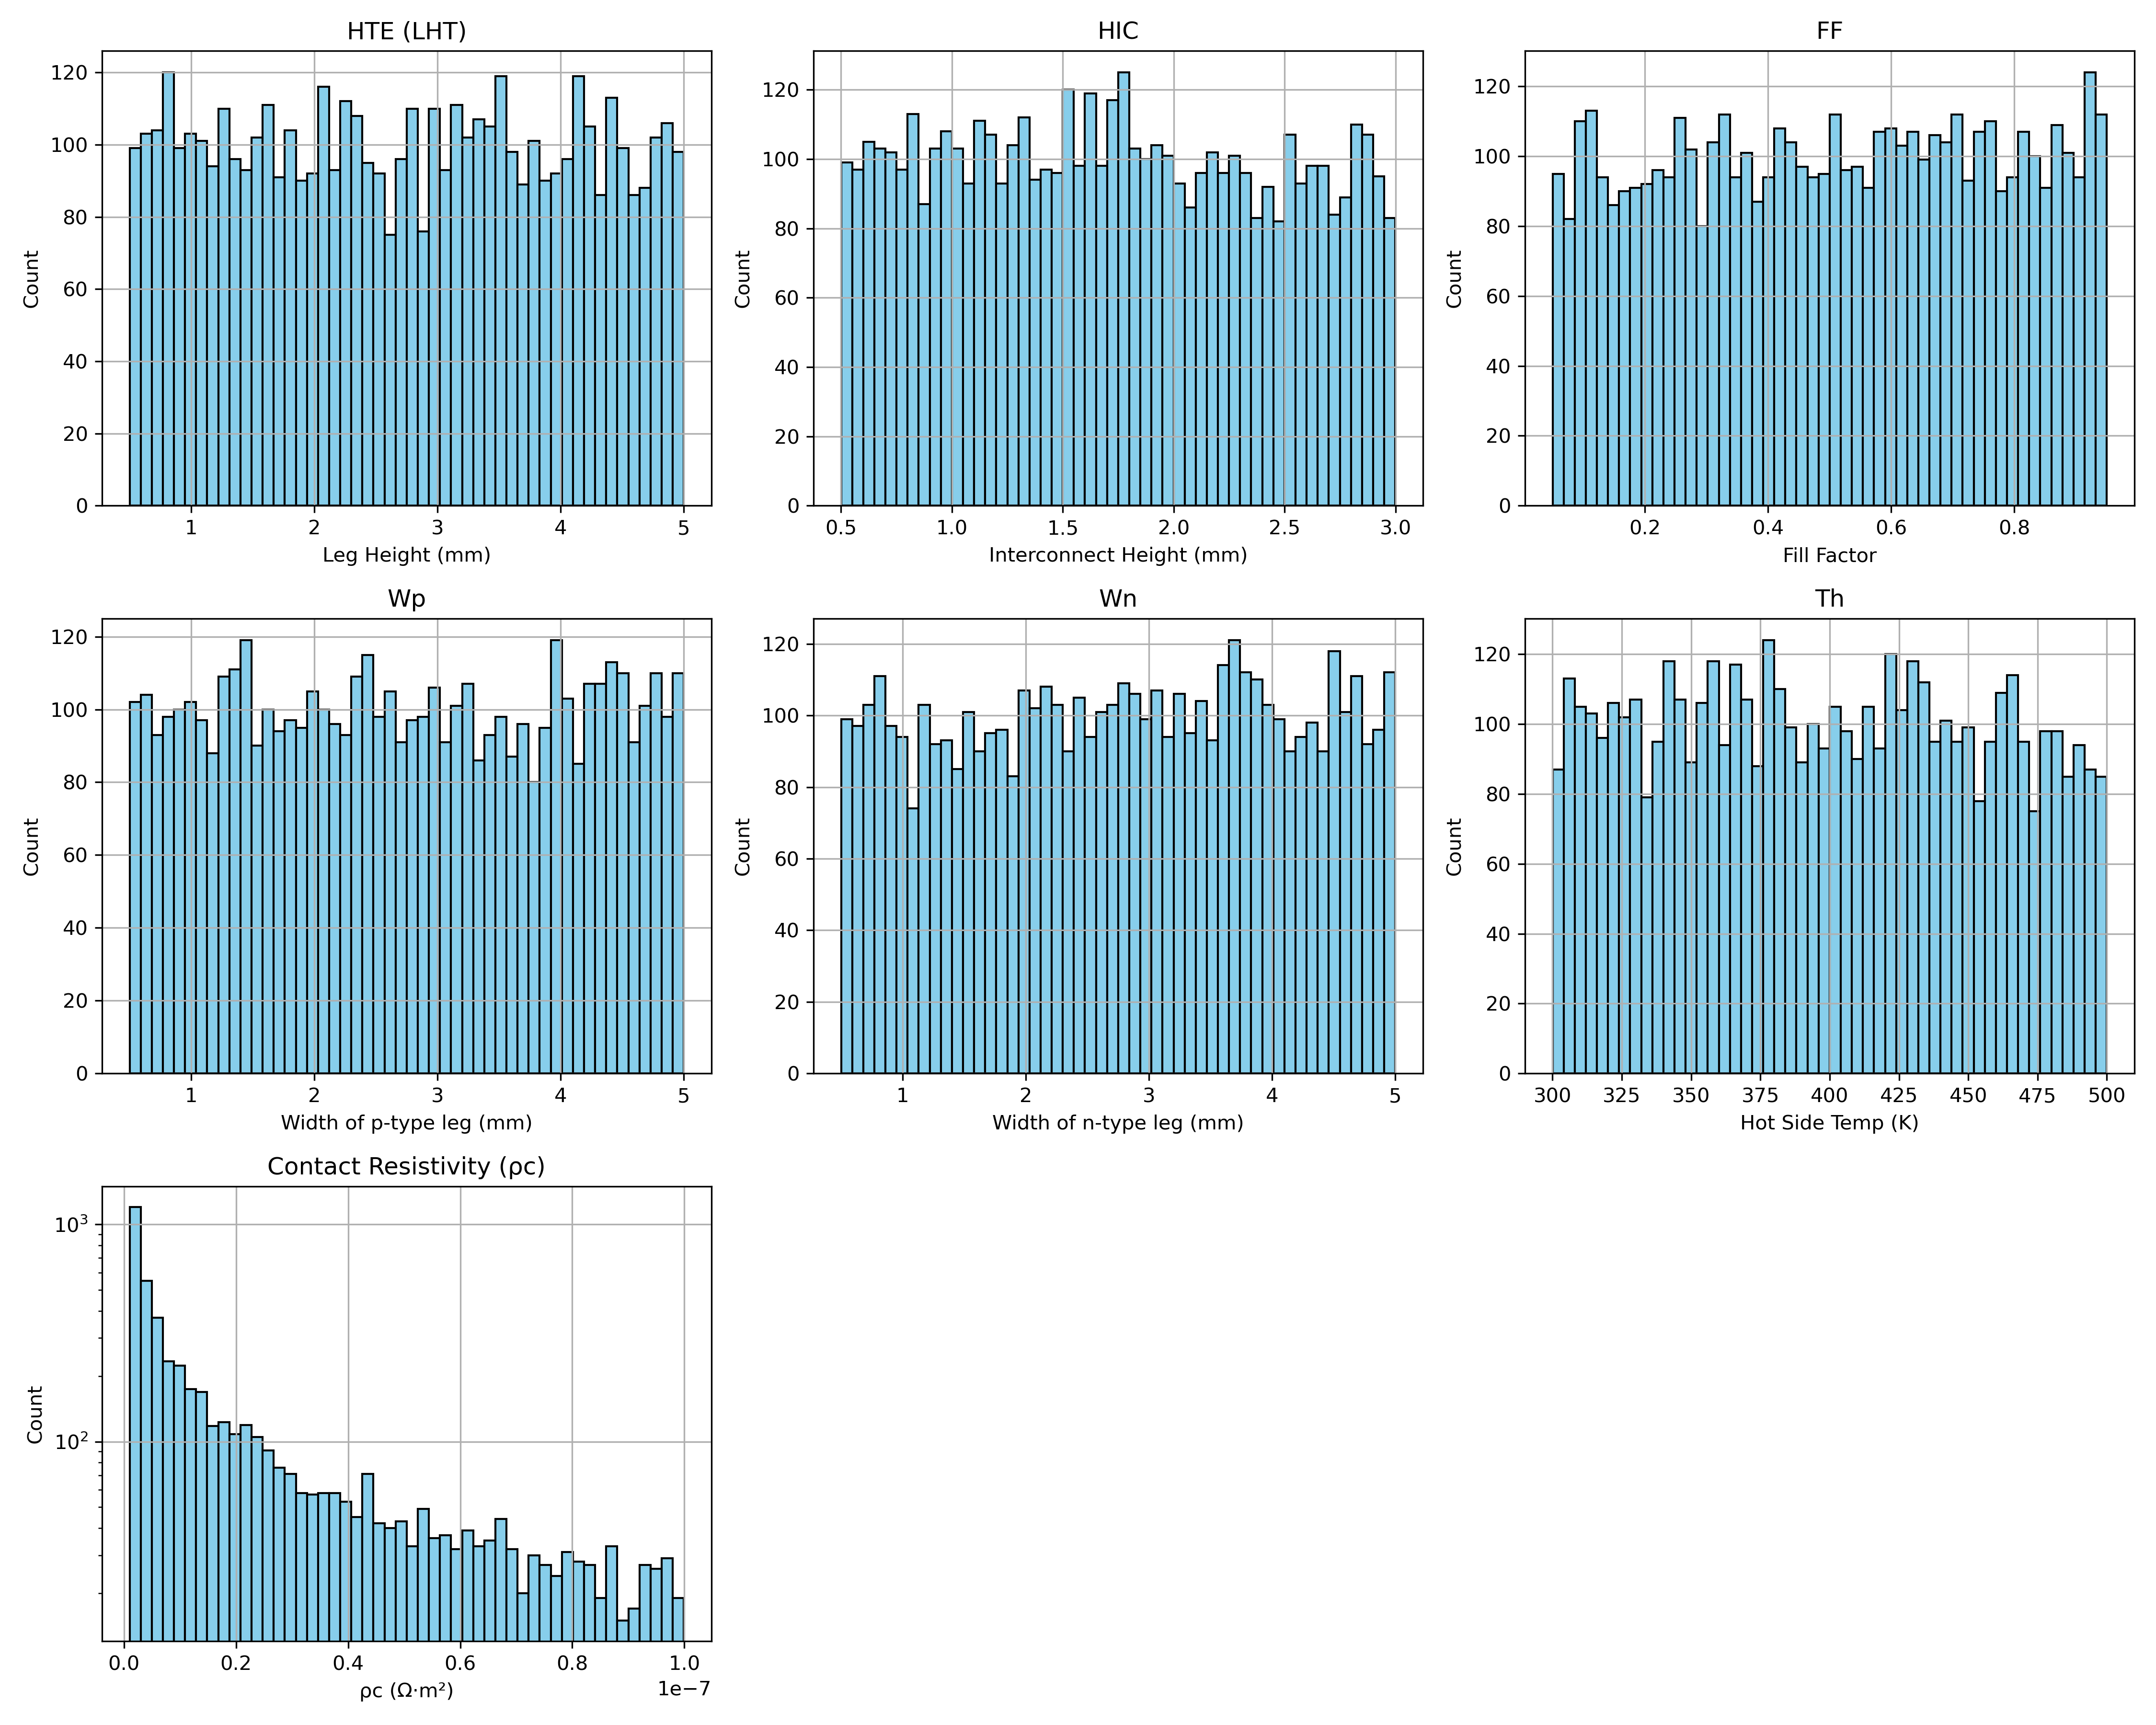 HTE (LHT)
120
100
80
60
40
20
0
Count
1 2 3 4 5
Leg Height (mm)
HIC
120
100
80
60
40
20
0
Count
0.5 1.0 1.5 2.0 2.5 3.0
Interconnect Height (mm)
FF
120
100
80
60
40
20
0
Count
0.2 0.4 0.6 0.8
Fill Factor
Wp
120
100
80
60
40
20
0
Count
1 2 3 4 5
Width of p-type leg (mm)
Wn
120
100
80
60
40
20
0
Count
1 2 3 4 5
Width of n-type leg (mm)
Th
120
100
80
60
40
20
0
Count
300 325 350 375 400 425 450 475 500
Hot Side Temp (K)
Contact Resistivity (ρc)
10³
10²
Count
0.0 0.2 0.4 0.6 0.8 1.0
1e−7
ρc (Ω·m²)